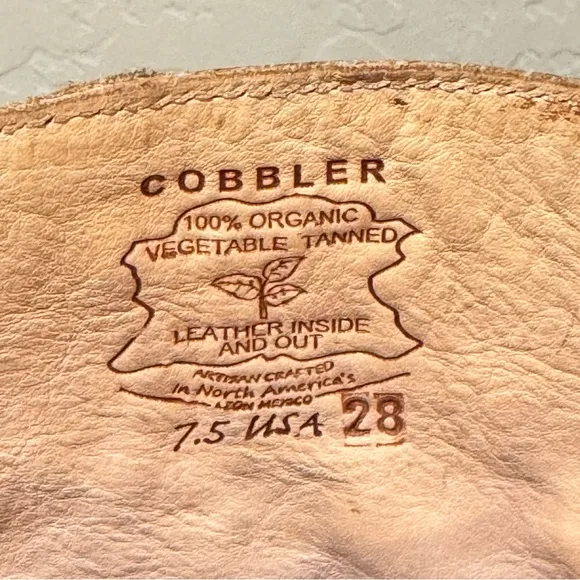 COBBLER
100% ORGANIC
VEGETABLE TANNED
LEATHER INSIDE
AND OUT
ARTISAN CRAFTED
in North America's
LEON MEXICO
7.5 USA 28